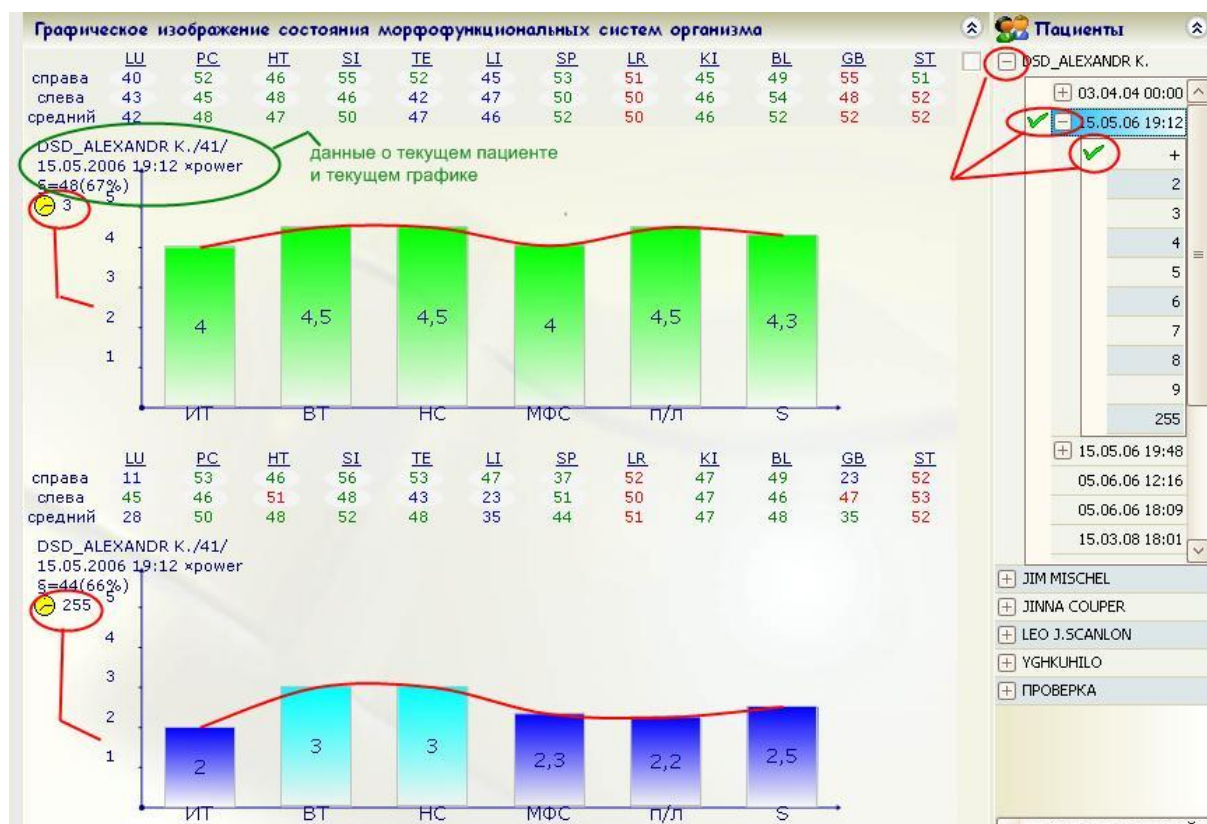 Графическое изображение состояния морфофункциональных систем организма
LU PC HT SI TE LI SP LR KI BL GB ST
справа 40 52 46 55 52 45 53 51 45 49 55 51
слева 43 45 48 46 42 47 50 50 46 54 48 52
средний 42 48 47 50 47 46 52 50 46 52 52 52
DSD_ALEXANDR K./41/
15.05.2006 19:12 xpower
§=48(67%)
3
данные о текущем пациенте
и текущем графике
5
4
3
2
1
4 4,5 4,5 4 4,5 4,3
ИТ ВТ НС МФС п/л S
LU PC HT SI TE LI SP LR KI BL GB ST
справа 11 53 46 56 53 47 37 52 47 49 23 52
слева 45 46 51 48 43 23 51 50 47 46 47 53
средний 28 50 48 52 48 35 44 51 47 48 35 52
DSD_ALEXANDR K./41/
15.05.2006 19:12 xpower
§=44(66%)
255
5
4
3
2
1
2 3 3 2,3 2,2 2,5
ИТ ВТ НС МФС п/л S
Пациенты
DSD_ALEXANDR K.
03.04.04 00:00
15.05.06 19:12
+
2
3
4
5
6
7
8
9
255
15.05.06 19:48
05.06.06 12:16
05.06.06 18:09
15.03.08 18:01
JIM MISCHEL
JINNA COUPER
LEO J.SCANLON
YGHKUHILO
ПРОВЕРКА